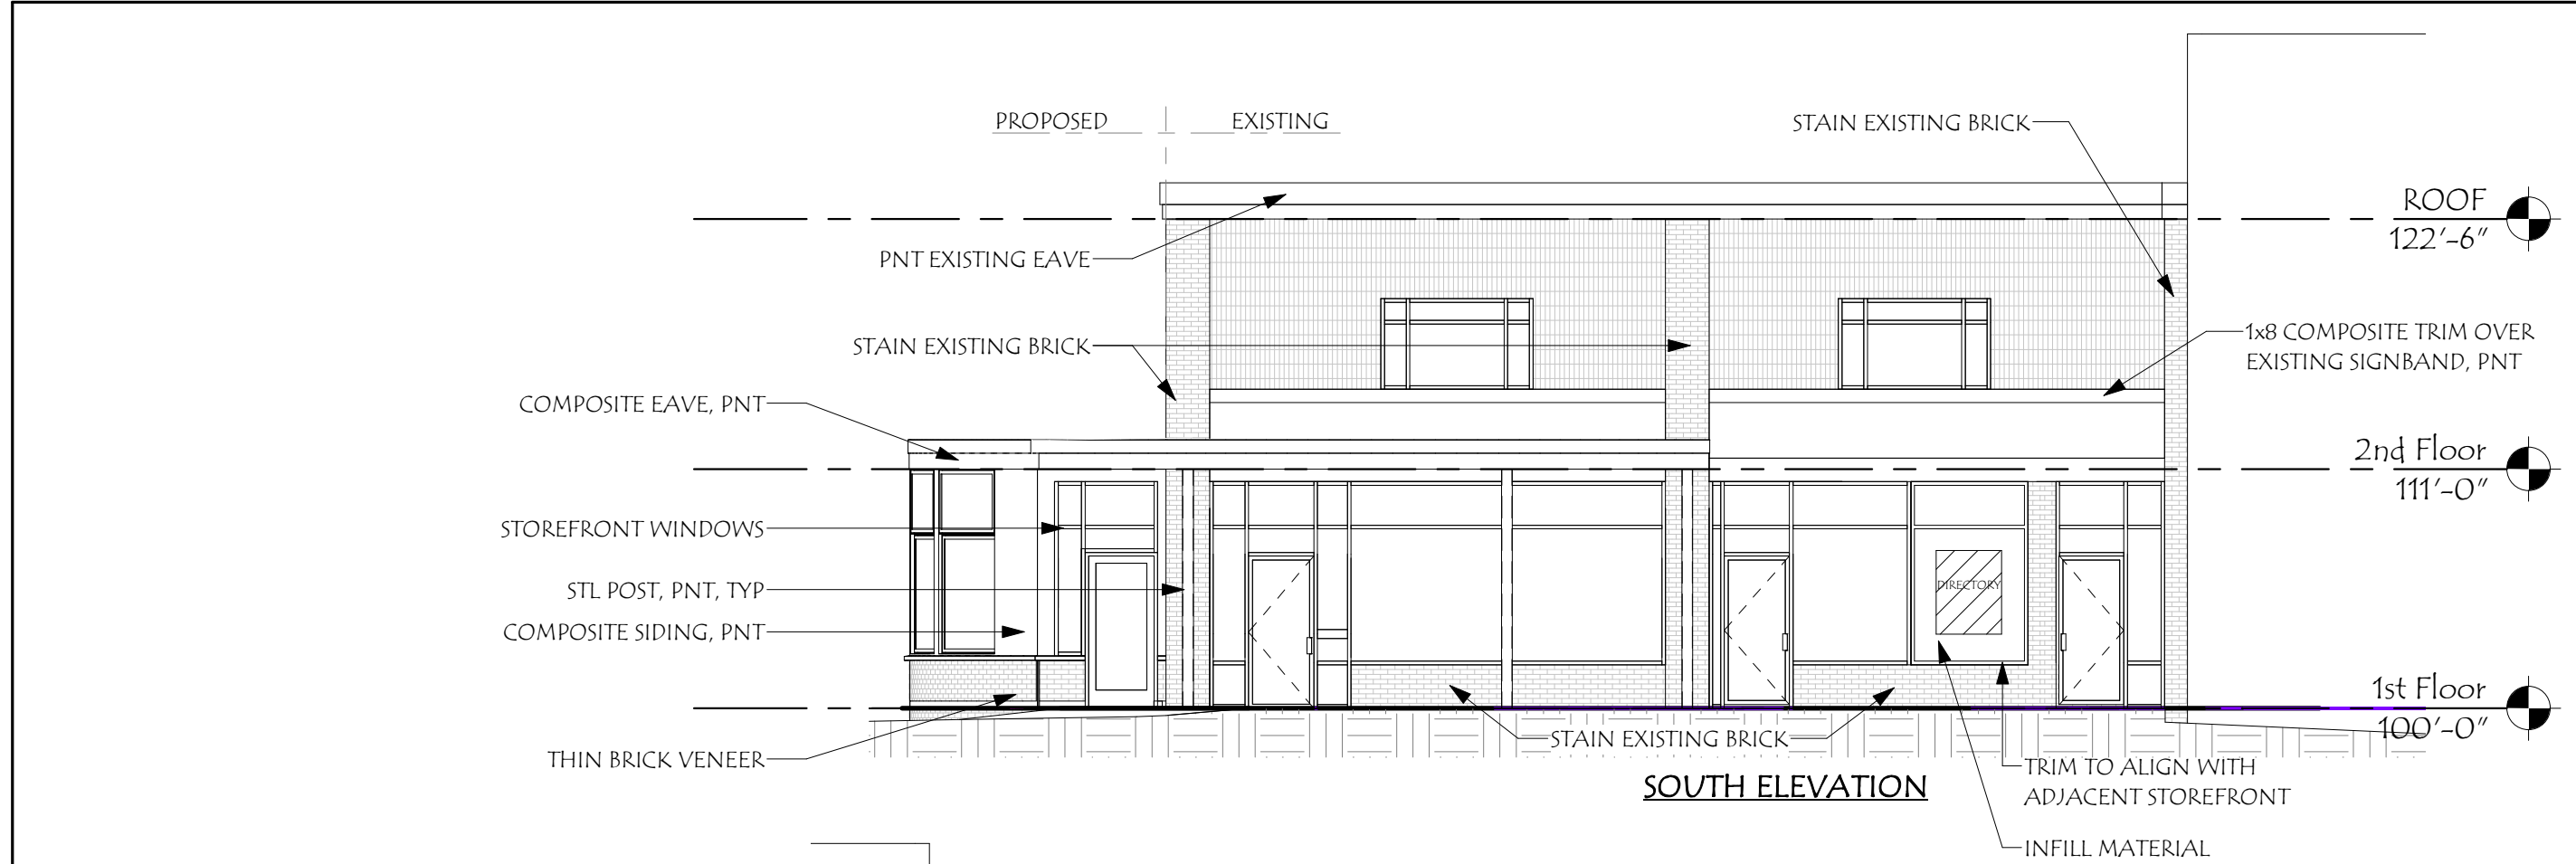 PROPOSED
EXISTING
STAIN EXISTING BRICK
ROOF
122'-6"
PNT EXISTING EAVE
STAIN EXISTING BRICK
1x8 COMPOSITE TRIM OVER
EXISTING SIGNBAND, PNT
COMPOSITE EAVE, PNT
2nd Floor
111'-0"
STOREFRONT WINDOWS
STL POST, PNT, TYP
DIRECTORY
COMPOSITE SIDING, PNT
1st Floor
100'-0"
THIN BRICK VENEER
STAIN EXISTING BRICK
SOUTH ELEVATION
TRIM TO ALIGN WITH
ADJACENT STOREFRONT
INFILL MATERIAL